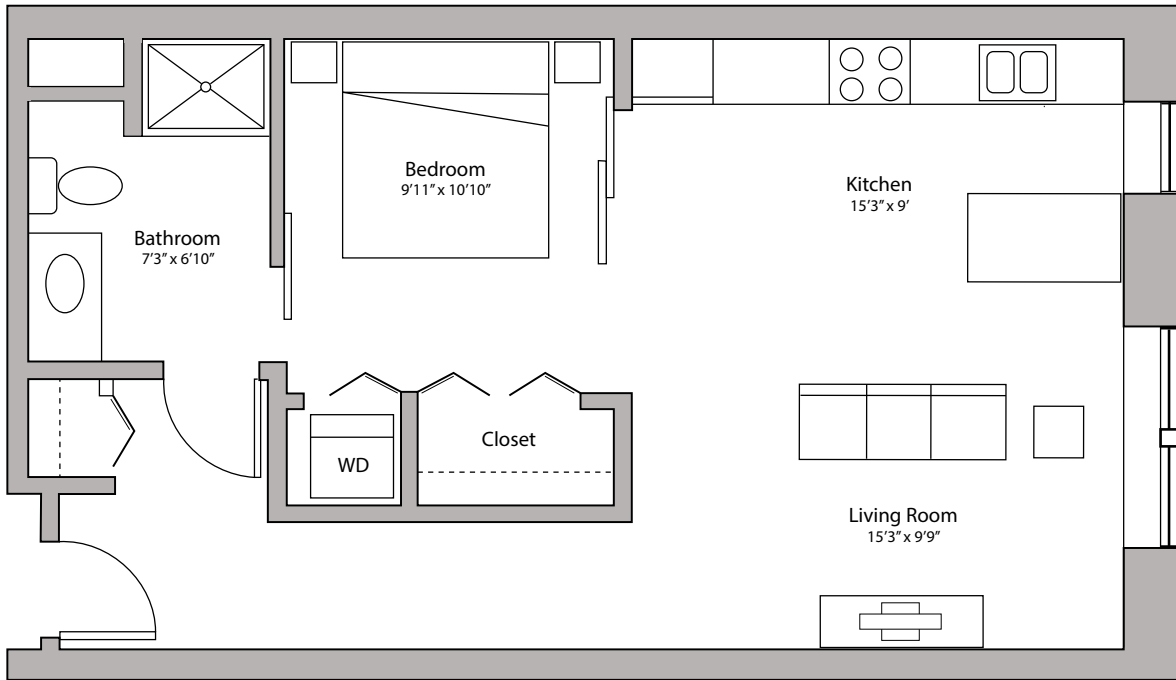 Bedroom
9’11” x 10’10”
Kitchen
15’3” x 9’
Bathroom
7’3” x 6’10”
Closet
WD
Living Room
15’3” x 9’9”